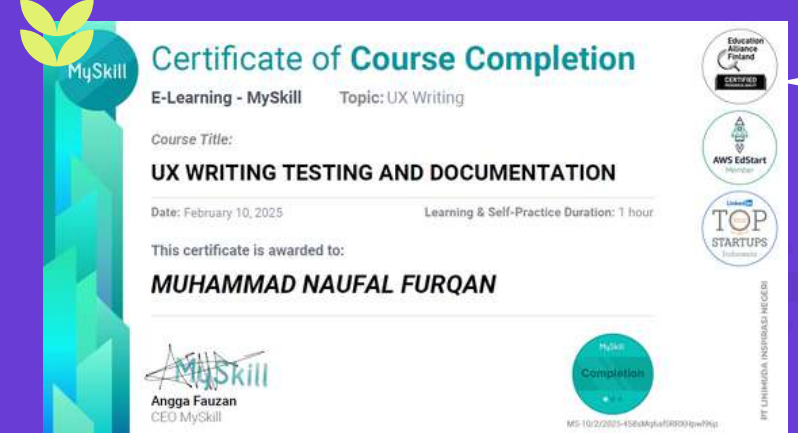 MySkill
Certificate of Course Completion
E-Learning - MySkill Topic: UX Writing
Course Title:
UX WRITING TESTING AND DOCUMENTATION
Date: February 10, 2025 Learning & Self-Practice Duration: 1 hour
This certificate is awarded to:
MUHAMMAD NAUFAL FURQAN
MySkill
Angga Fauzan
CEO MySkill
MySkill
Completion
Education
Alliance
Finland
CERTIFIED
AWS EdStart
Member
LinkedIn
TOP
STARTUPS
Indonesia
PT LINIMUDA INSPIRASI NEGERI